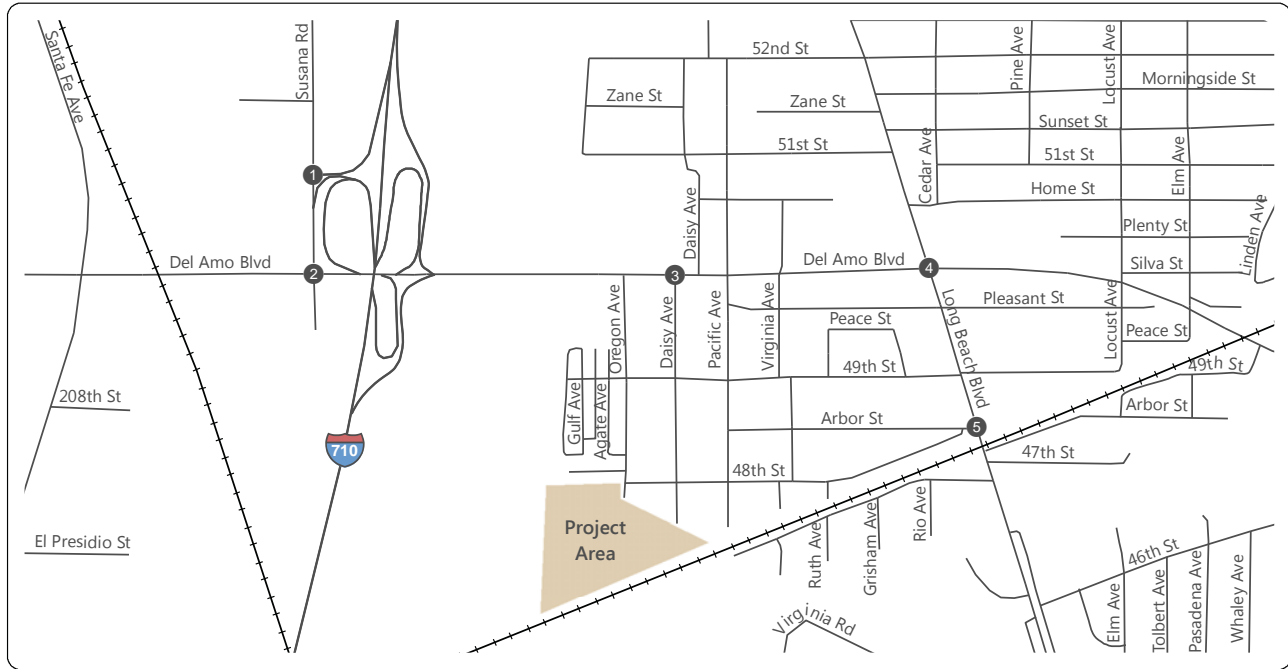 Santa Fe Ave
Susana Rd
52nd St
Pine Ave
Locust Ave
Morningside St
Zane St
Zane St
Sunset St
51st St
51st St
Cedar Ave
Elm Ave
1
Home St
Daisy Ave
Plenty St
Linden Ave
Del Amo Blvd
2
3
Del Amo Blvd
4
Silva St
Oregon Ave
Daisy Ave
Pacific Ave
Virginia Ave
Pleasant St
Long Beach Blvd
Peace St
Locust Ave
Peace St
49th St
49th St
208th St
Gulf Ave
Agate Ave
Arbor St
5
Arbor St
710
48th St
47th St
Project
Area
El Presidio St
Ruth Ave
Grisham Ave
Rio Ave
46th St
Virginia Rd
Elm Ave
Tolbert Ave
Pasadena Ave
Whaley Ave